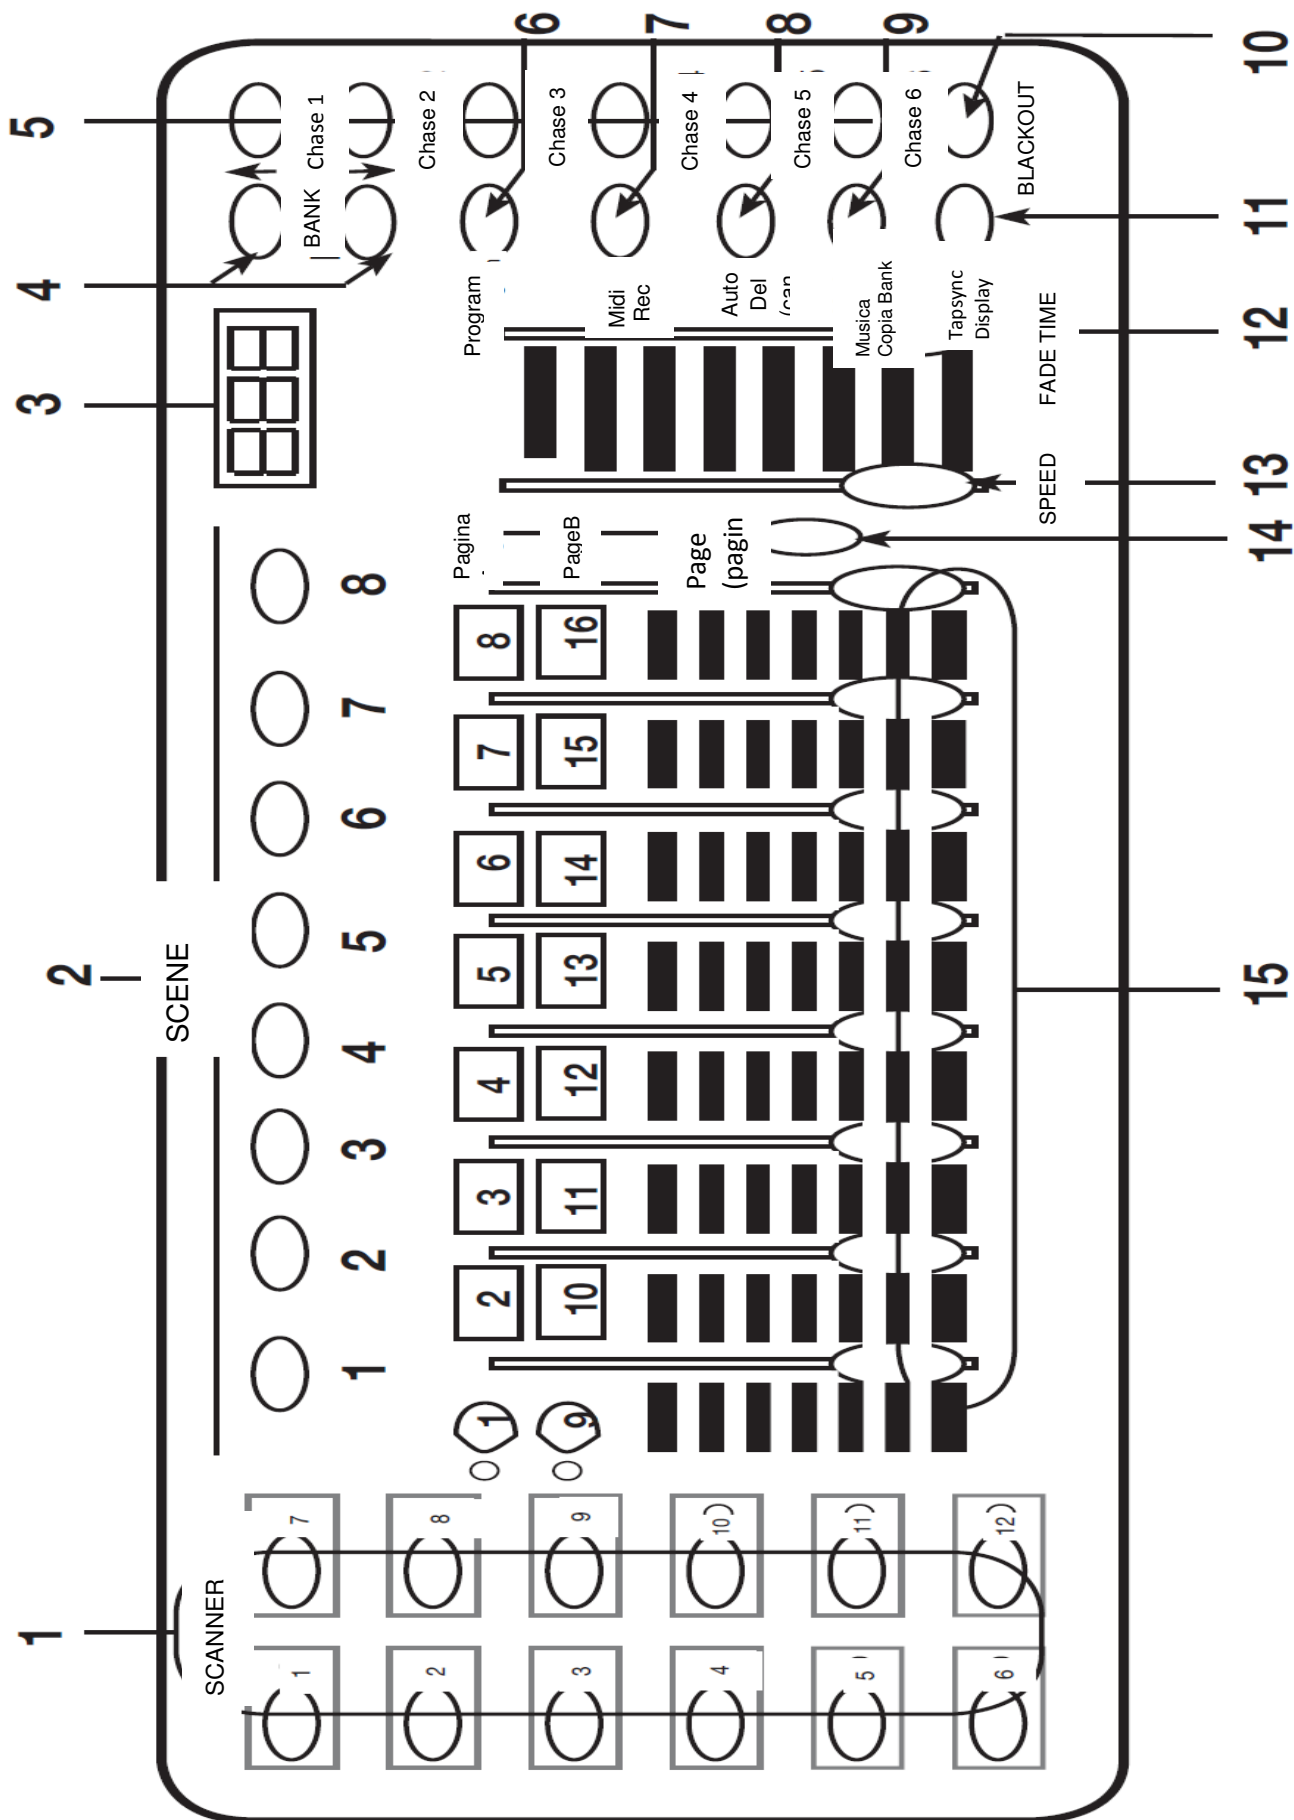 1
2
3
4
5
SCANNER
SCENE
1
2
3
4
5
6
7
8
BANK
Chase 1
Chase 2
Chase 3
Chase 4
Chase 5
Chase 6
BLACKOUT
6
7
8
9
Program
Midi
Rec
Auto
Del
Musica
Copia Bank
Tapsync
Display
1
2
3
4
5
6
7
8
Pagina
9
10
11
12
13
14
15
16
PageB
Page
(pagin
1
7
2
8
3
9
4
10)
5
11)
6
12)
SPEED
FADE TIME
15
14
13
12
11
10